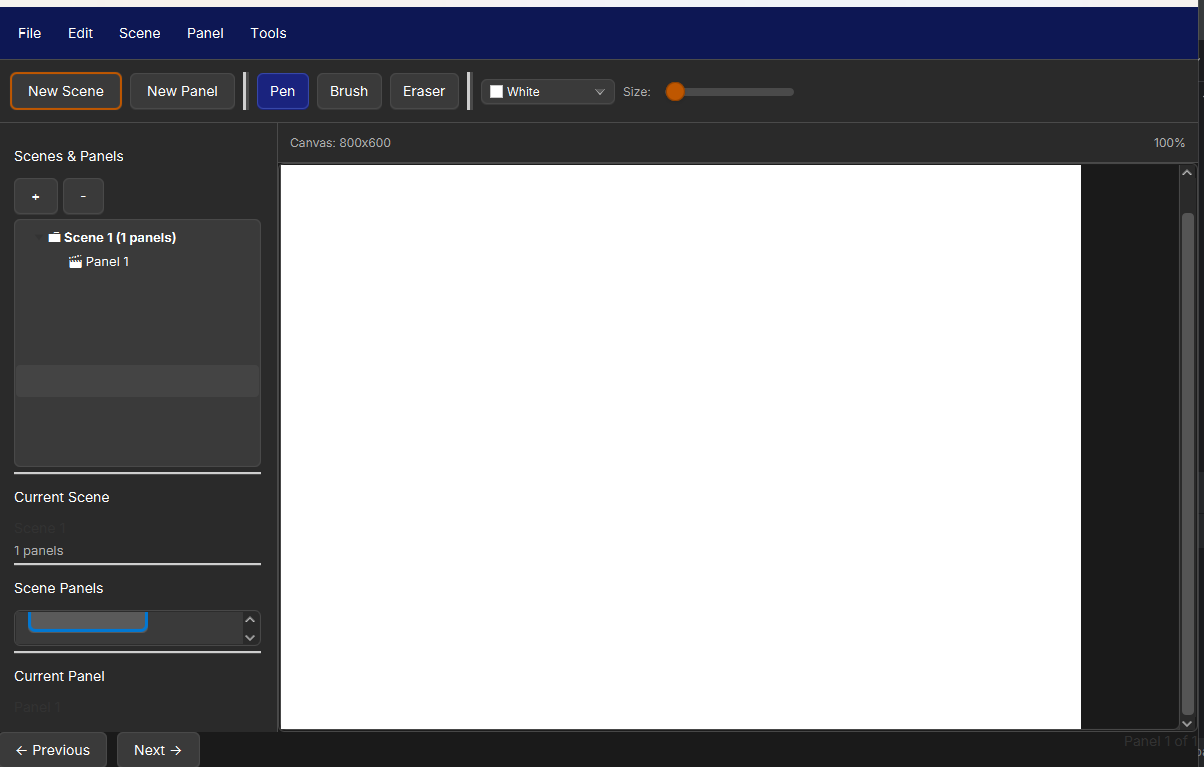 File Edit Scene Panel Tools
New Scene New Panel Pen Brush Eraser White Size:
Canvas: 800x600 100%
Scenes & Panels
+ -
Scene 1 (1 panels)
Panel 1
Current Scene
Scene 1
1 panels
Scene Panels
Current Panel
Panel 1
← Previous Next →
Panel 1 of 1